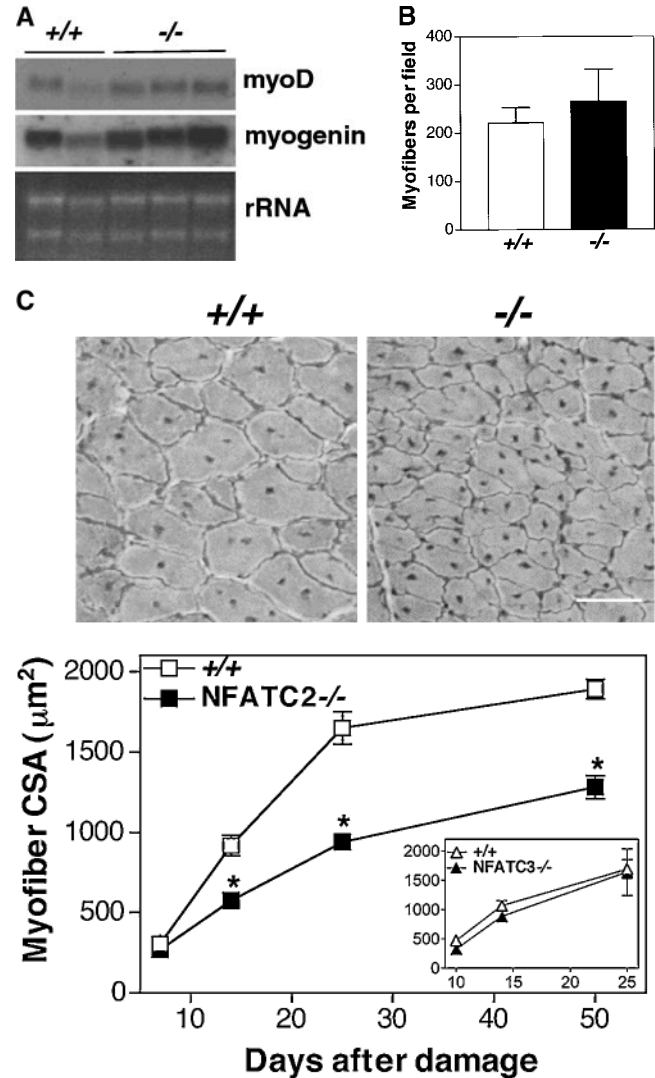 A
+/+ -/-
myoD
myogenin
rRNA
B
Myofibers per field
400
300
200
100
0
+/+ -/-
C
+/+ -/-
Myofiber CSA (μm²)
2000
1500
1000
500
0
+/+
NFATC2-/-
*
*
*
+/+
NFATC3-/-
2000
1500
1000
500
0
10 15 20 25
10 20 30 40 50
Days after damage